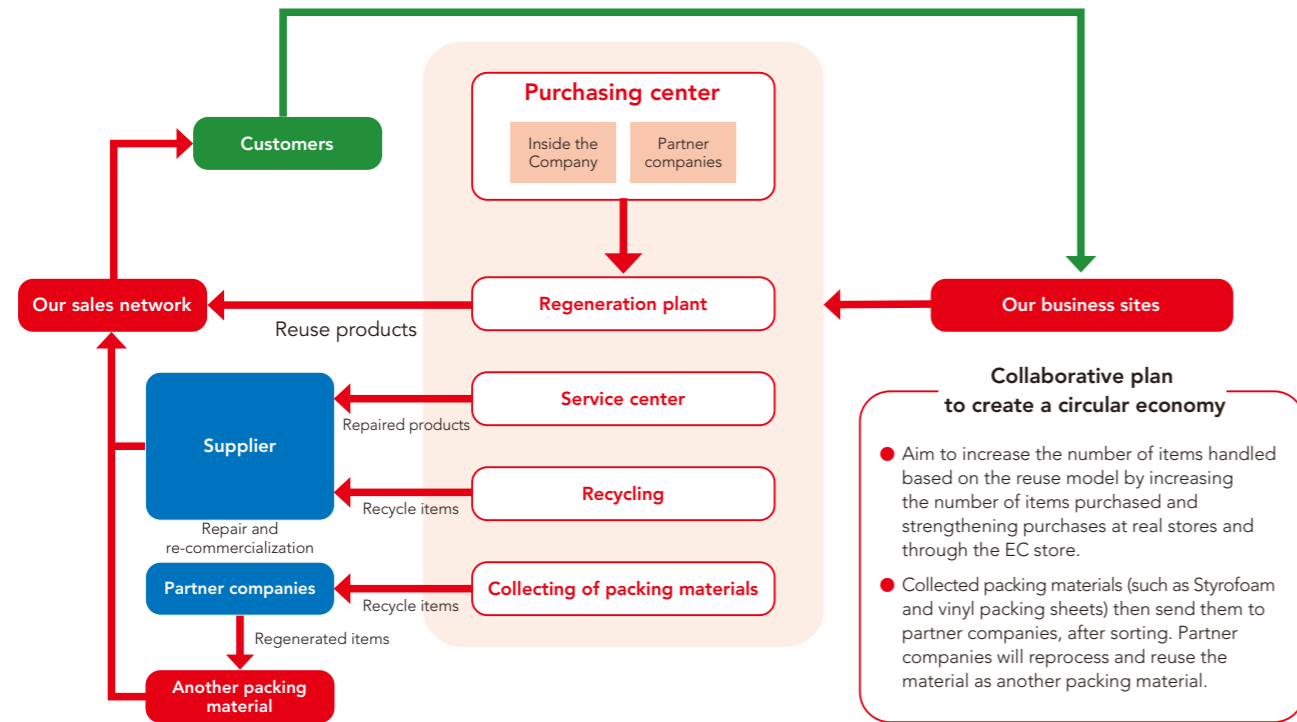 Purchasing center
Inside the
Company
Partner
companies
Customers
Our sales network
Reuse products
Regeneration plant
Our business sites
Supplier
Repaired products
Service center
Recycle items
Recycling
Repair and
re-commercialization
Partner companies
Recycle items
Collecting of packing materials
Regenerated items
Another packing
material
Collaborative plan
to create a circular economy
● Aim to increase the number of items handled
based on the reuse model by increasing
the number of items purchased and
strengthening purchases at real stores and
through the EC store.
● Collected packing materials (such as Styrofoam
and vinyl packing sheets) then send them to
partner companies, after sorting. Partner
companies will reprocess and reuse the
material as another packing material.